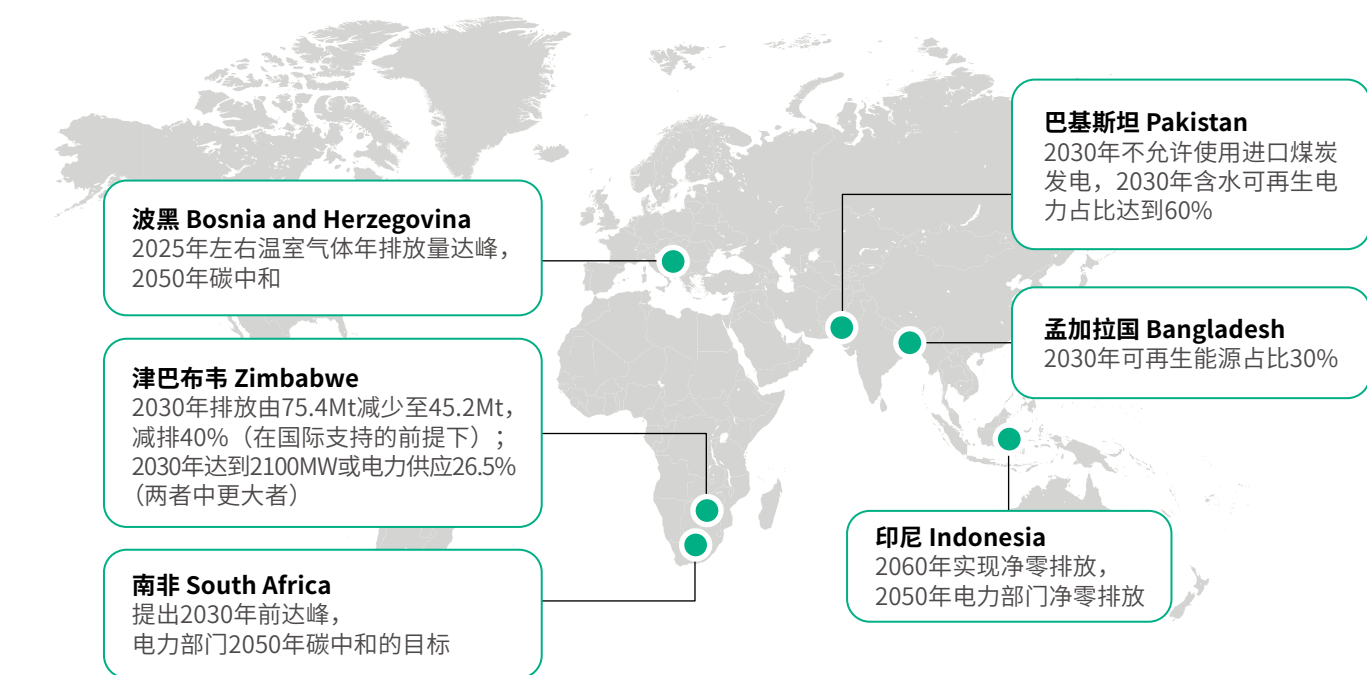 波黑 Bosnia and Herzegovina
2025年左右温室气体年排放量达峰，
2050年碳中和
津巴布韦 Zimbabwe
2030年排放由75.4Mt减少至45.2Mt，
减排40%（在国际支持的前提下）；
2030年达到2100MW或电力供应26.5%
（两者中更大者）
南非 South Africa
提出2030年前达峰，
电力部门2050年碳中和的目标
巴基斯坦 Pakistan
2030年不允许使用进口煤炭
发电，2030年含水可再生电
力占比达到60%
孟加拉国 Bangladesh
2030年可再生能源占比30%
印尼 Indonesia
2060年实现净零排放，
2050年电力部门净零排放